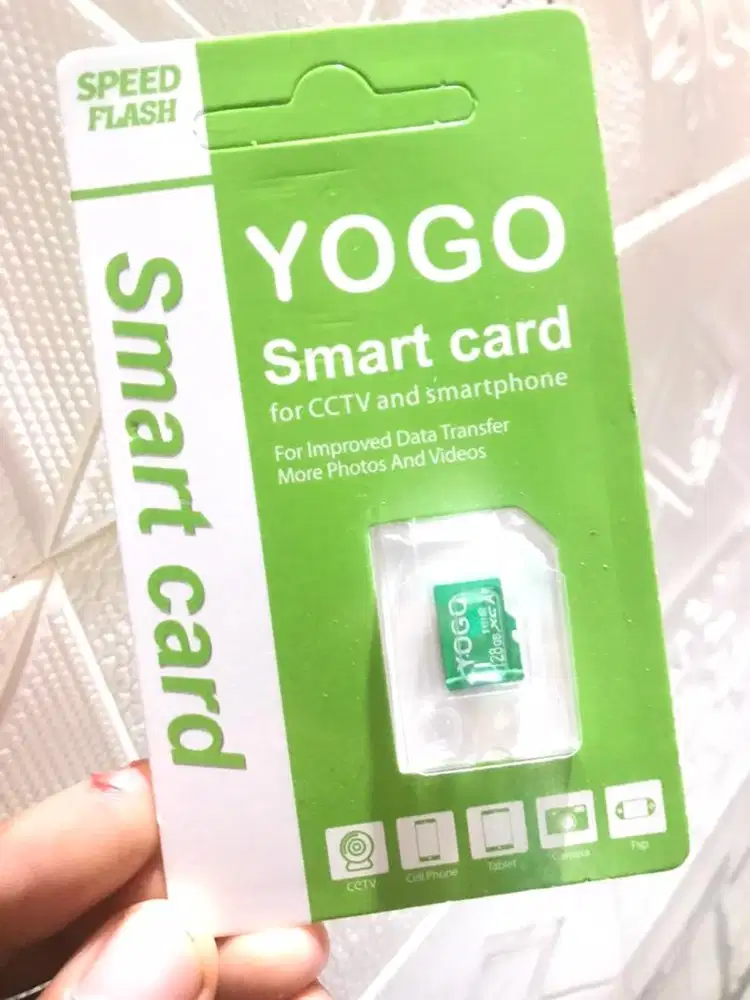 SPEED
FLASH
Smart card
YOGO
Smart card
for CCTV and smartphone
For Improved Data Transfer
More Photos And Videos
YOGO
128GB XC
CCTV
Cell Phone
Tablet
Camera